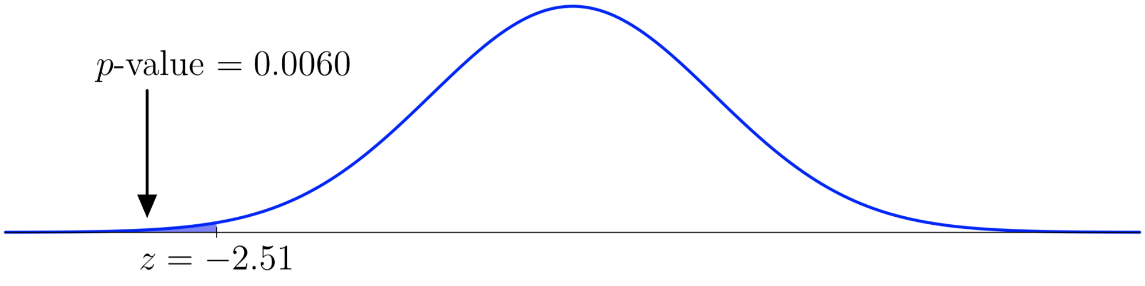 p-value = 0.0060
z = −2.51